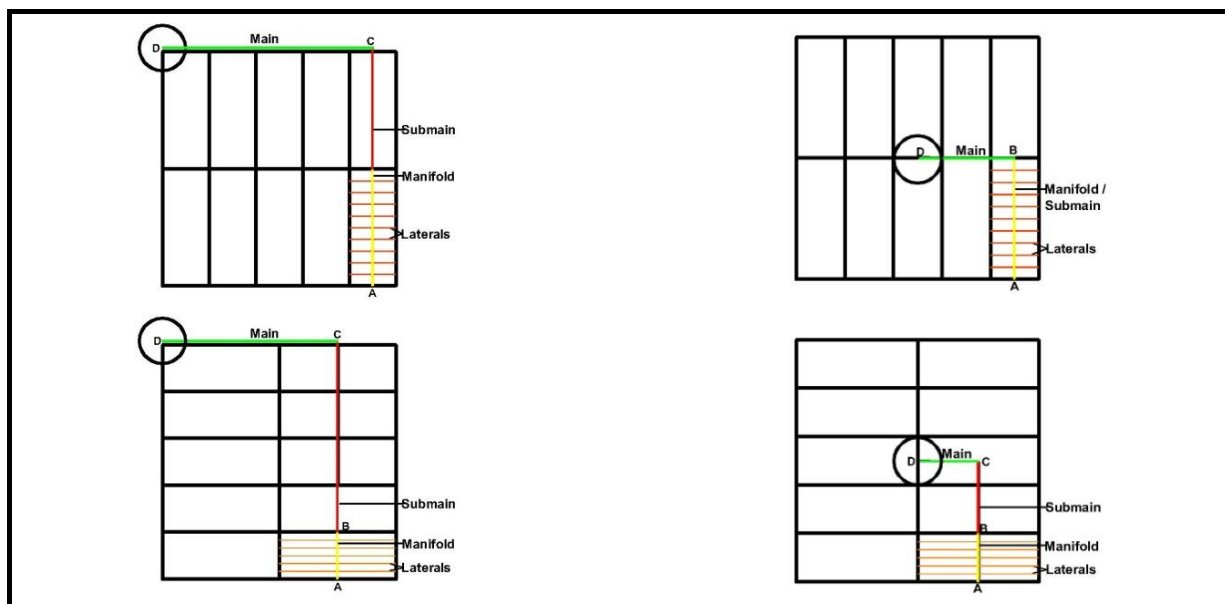 D
Main
C
Submain
Manifold
Laterals
A
D
Main
B
Manifold /
Submain
Laterals
A
D
Main
C
Submain
B
Manifold
Laterals
A
D
Main
C
Submain
B
Manifold
Laterals
A